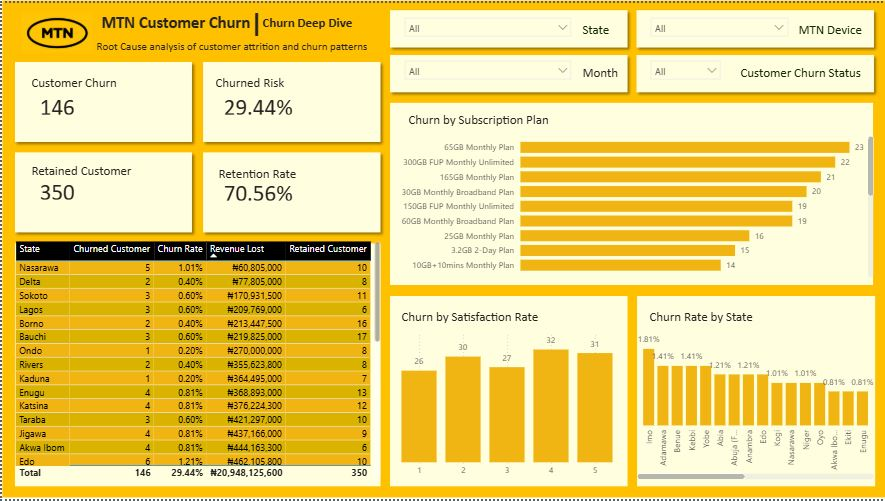 MTN
MTN Customer Churn | Churn Deep Dive
Root Cause analysis of customer attrition and churn patterns
All State
All MTN Device
All Month
All Customer Churn Status
Customer Churn
146
Churned Risk
29.44%
Retained Customer
350
Retention Rate
70.56%
Churn by Subscription Plan
65GB Monthly Plan 23
300GB FUP Monthly Unlimited 22
165GB Monthly Plan 21
30GB Monthly Broadband Plan 20
150GB FUP Monthly Unlimited 19
60GB Monthly Broadband Plan 19
25GB Monthly Plan 16
3.2GB 2-Day Plan 15
10GB+10mins Monthly Plan 14
State Churned Customer Churn Rate Revenue Lost Retained Customer
Nasarawa 5 1.01% ₦60,805,000 10
Delta 2 0.40% ₦77,805,000 8
Sokoto 3 0.60% ₦170,931,500 11
Lagos 3 0.60% ₦209,769,000 6
Borno 2 0.40% ₦213,447,500 16
Bauchi 3 0.60% ₦219,825,000 17
Ondo 1 0.20% ₦270,000,000 8
Rivers 2 0.40% ₦355,623,800 8
Kaduna 1 0.20% ₦364,495,000 7
Enugu 4 0.81% ₦368,893,000 13
Katsina 4 0.81% ₦376,224,300 12
Taraba 3 0.60% ₦421,297,000 10
Jigawa 4 0.81% ₦437,166,000 9
Akwa Ibom 4 0.81% ₦444,163,300 6
Edo 6 1.21% ₦462,105,800 10
Total 146 29.44% ₦20,948,125,600 350
Churn by Satisfaction Rate
26 30 27 32 31
1 2 3 4 5
Churn Rate by State
1.81% 1.41% 1.41% 1.21% 1.21% 1.01% 1.01% 0.81% 0.81%
Imo Adamawa Benue Kebbi Yobe Abia Abuja (F... Anambra Edo Kogi Nasarawa Niger Oyo Akwa Ibo... Ekiti Enugu